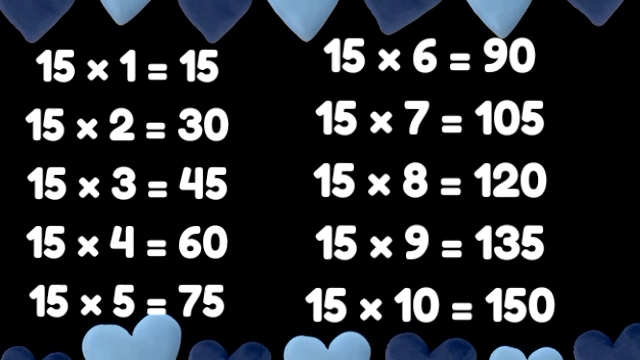 15 × 1 = 15
15 × 2 = 30
15 × 3 = 45
15 × 4 = 60
15 × 5 = 75
15 × 6 = 90
15 × 7 = 105
15 × 8 = 120
15 × 9 = 135
15 × 10 = 150